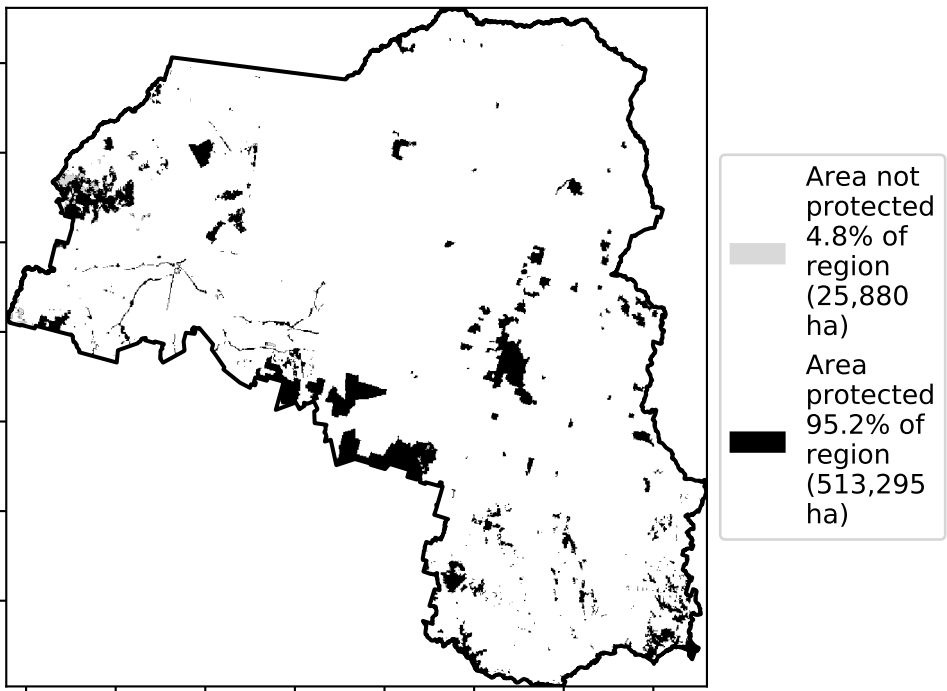 Area not
protected
4.8% of
region
(25,880
ha)
Area
protected
95.2% of
region
(513,295
ha)